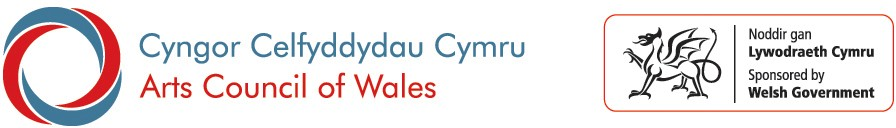 Cyngor Celfyddydau Cymru
Arts Council of Wales
Noddir gan
Lywodraeth Cymru
Sponsored by
Welsh Government